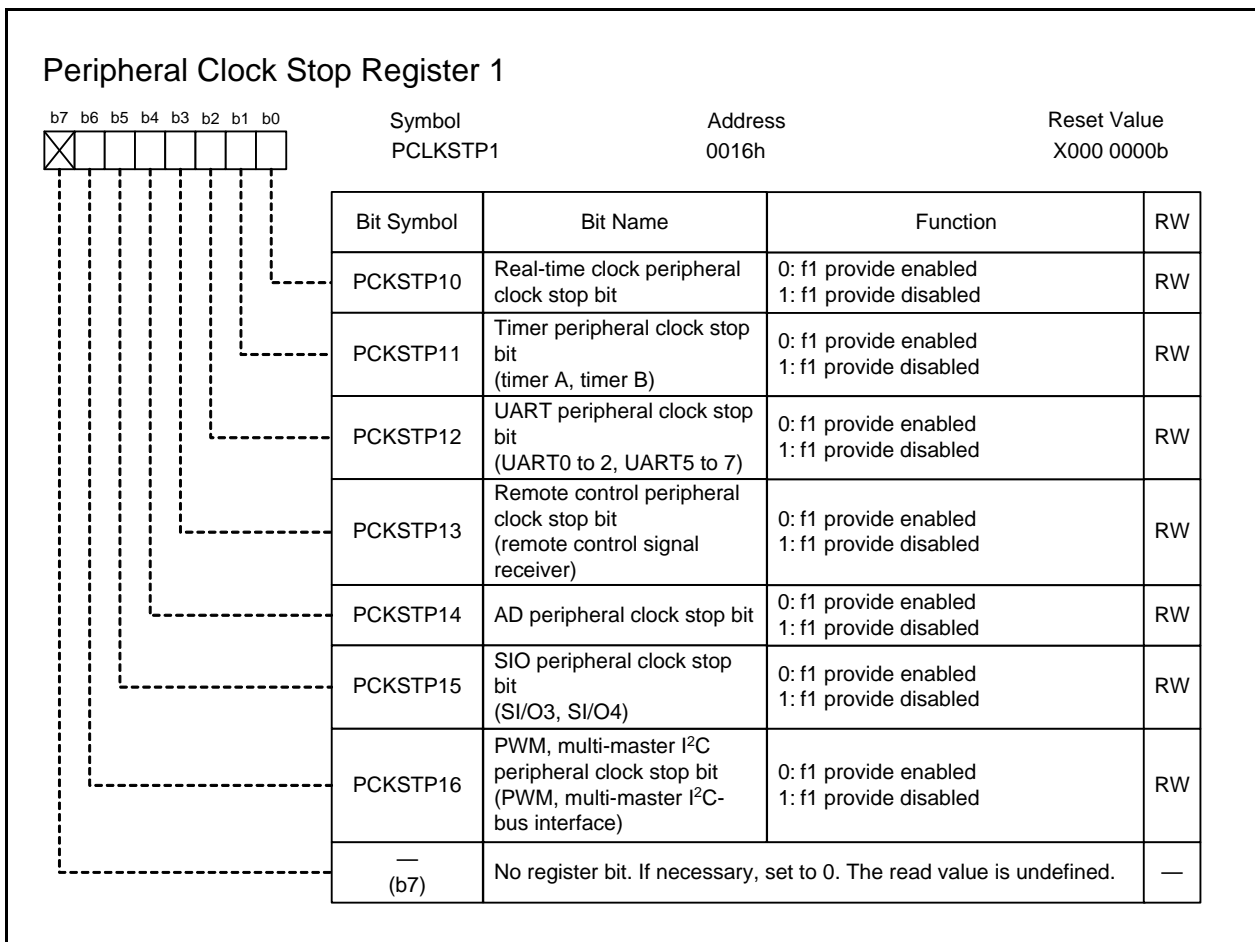 Peripheral Clock Stop Register 1
b7 b6 b5 b4 b3 b2 b1 b0
Symbol Address Reset Value
PCLKSTP1 0016h X000 0000b
Bit Symbol Bit Name Function RW
PCKSTP10 Real-time clock peripheral
clock stop bit
0: f1 provide enabled
1: f1 provide disabled
RW
PCKSTP11 Timer peripheral clock stop
bit
(timer A, timer B)
0: f1 provide enabled
1: f1 provide disabled
RW
PCKSTP12 UART peripheral clock stop
bit
(UART0 to 2, UART5 to 7)
0: f1 provide enabled
1: f1 provide disabled
RW
PCKSTP13 Remote control peripheral
clock stop bit
(remote control signal
receiver)
0: f1 provide enabled
1: f1 provide disabled
RW
PCKSTP14 AD peripheral clock stop bit
0: f1 provide enabled
1: f1 provide disabled
RW
PCKSTP15 SIO peripheral clock stop
bit
(SI/O3, SI/O4)
0: f1 provide enabled
1: f1 provide disabled
RW
PCKSTP16 PWM, multi-master I²C
peripheral clock stop bit
(PWM, multi-master I²C-
bus interface)
0: f1 provide enabled
1: f1 provide disabled
RW
—
(b7)
No register bit. If necessary, set to 0. The read value is undefined.
—